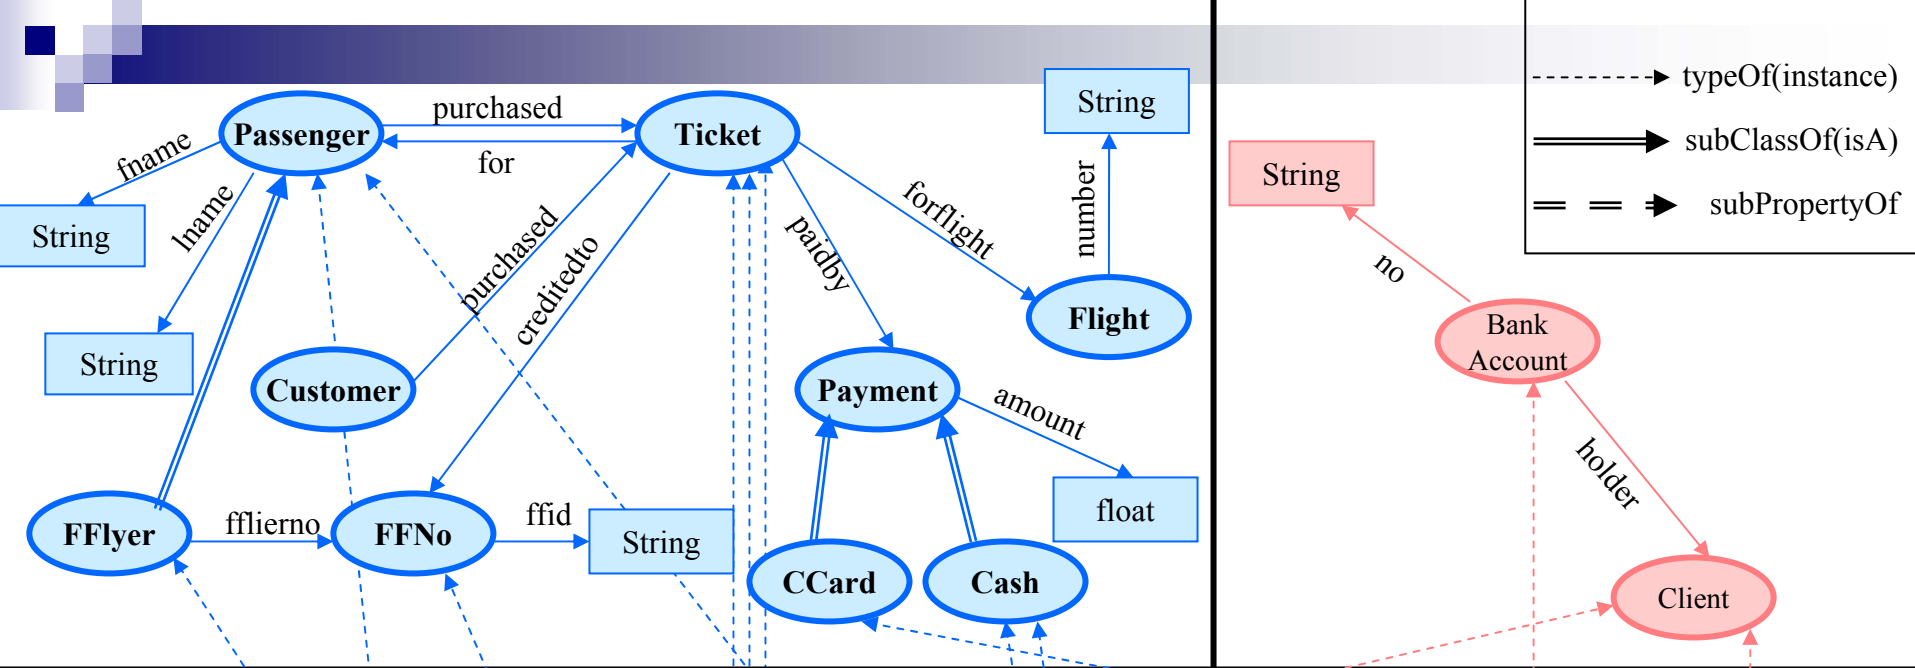 purchased
String
typeOf(instance)
Passenger
Ticket
fname
for
subClassOf(isA)
String
lname
forflight
number
subPropertyOf
String
purchased
creditedto
paidby
no
String
Flight
Bank
Account
Customer
Payment
amount
holder
FFlyer
fflierno
FFNo
ffid
String
float
CCard
Cash
Client